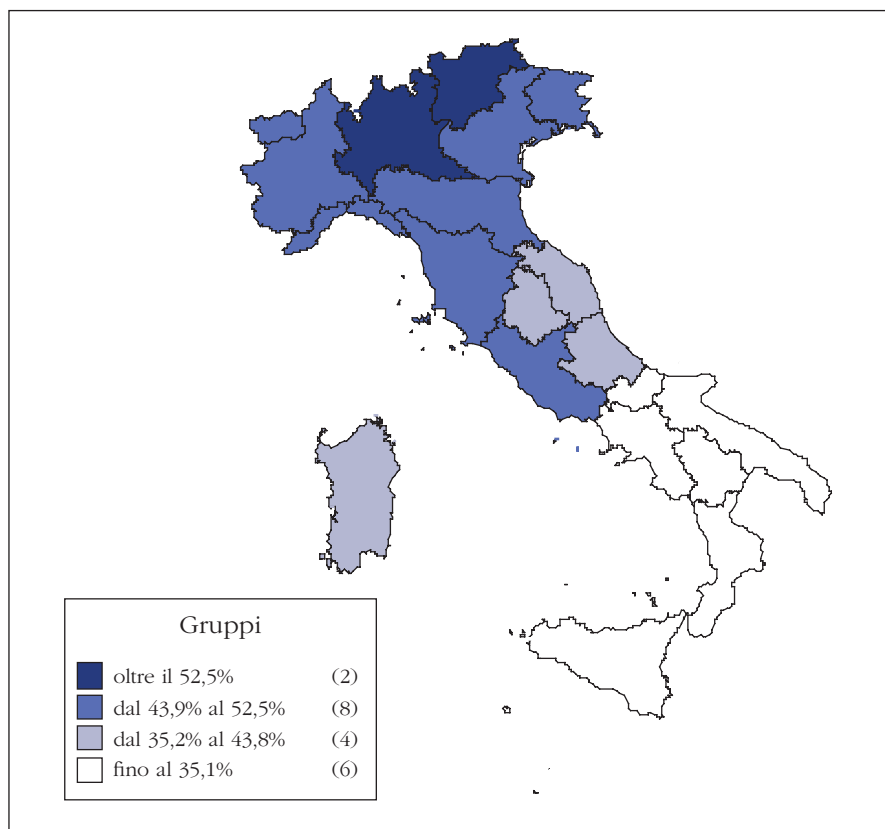 Gruppi
oltre il 52,5% (2)
dal 43,9% al 52,5% (8)
dal 35,2% al 43,8% (4)
fino al 35,1% (6)